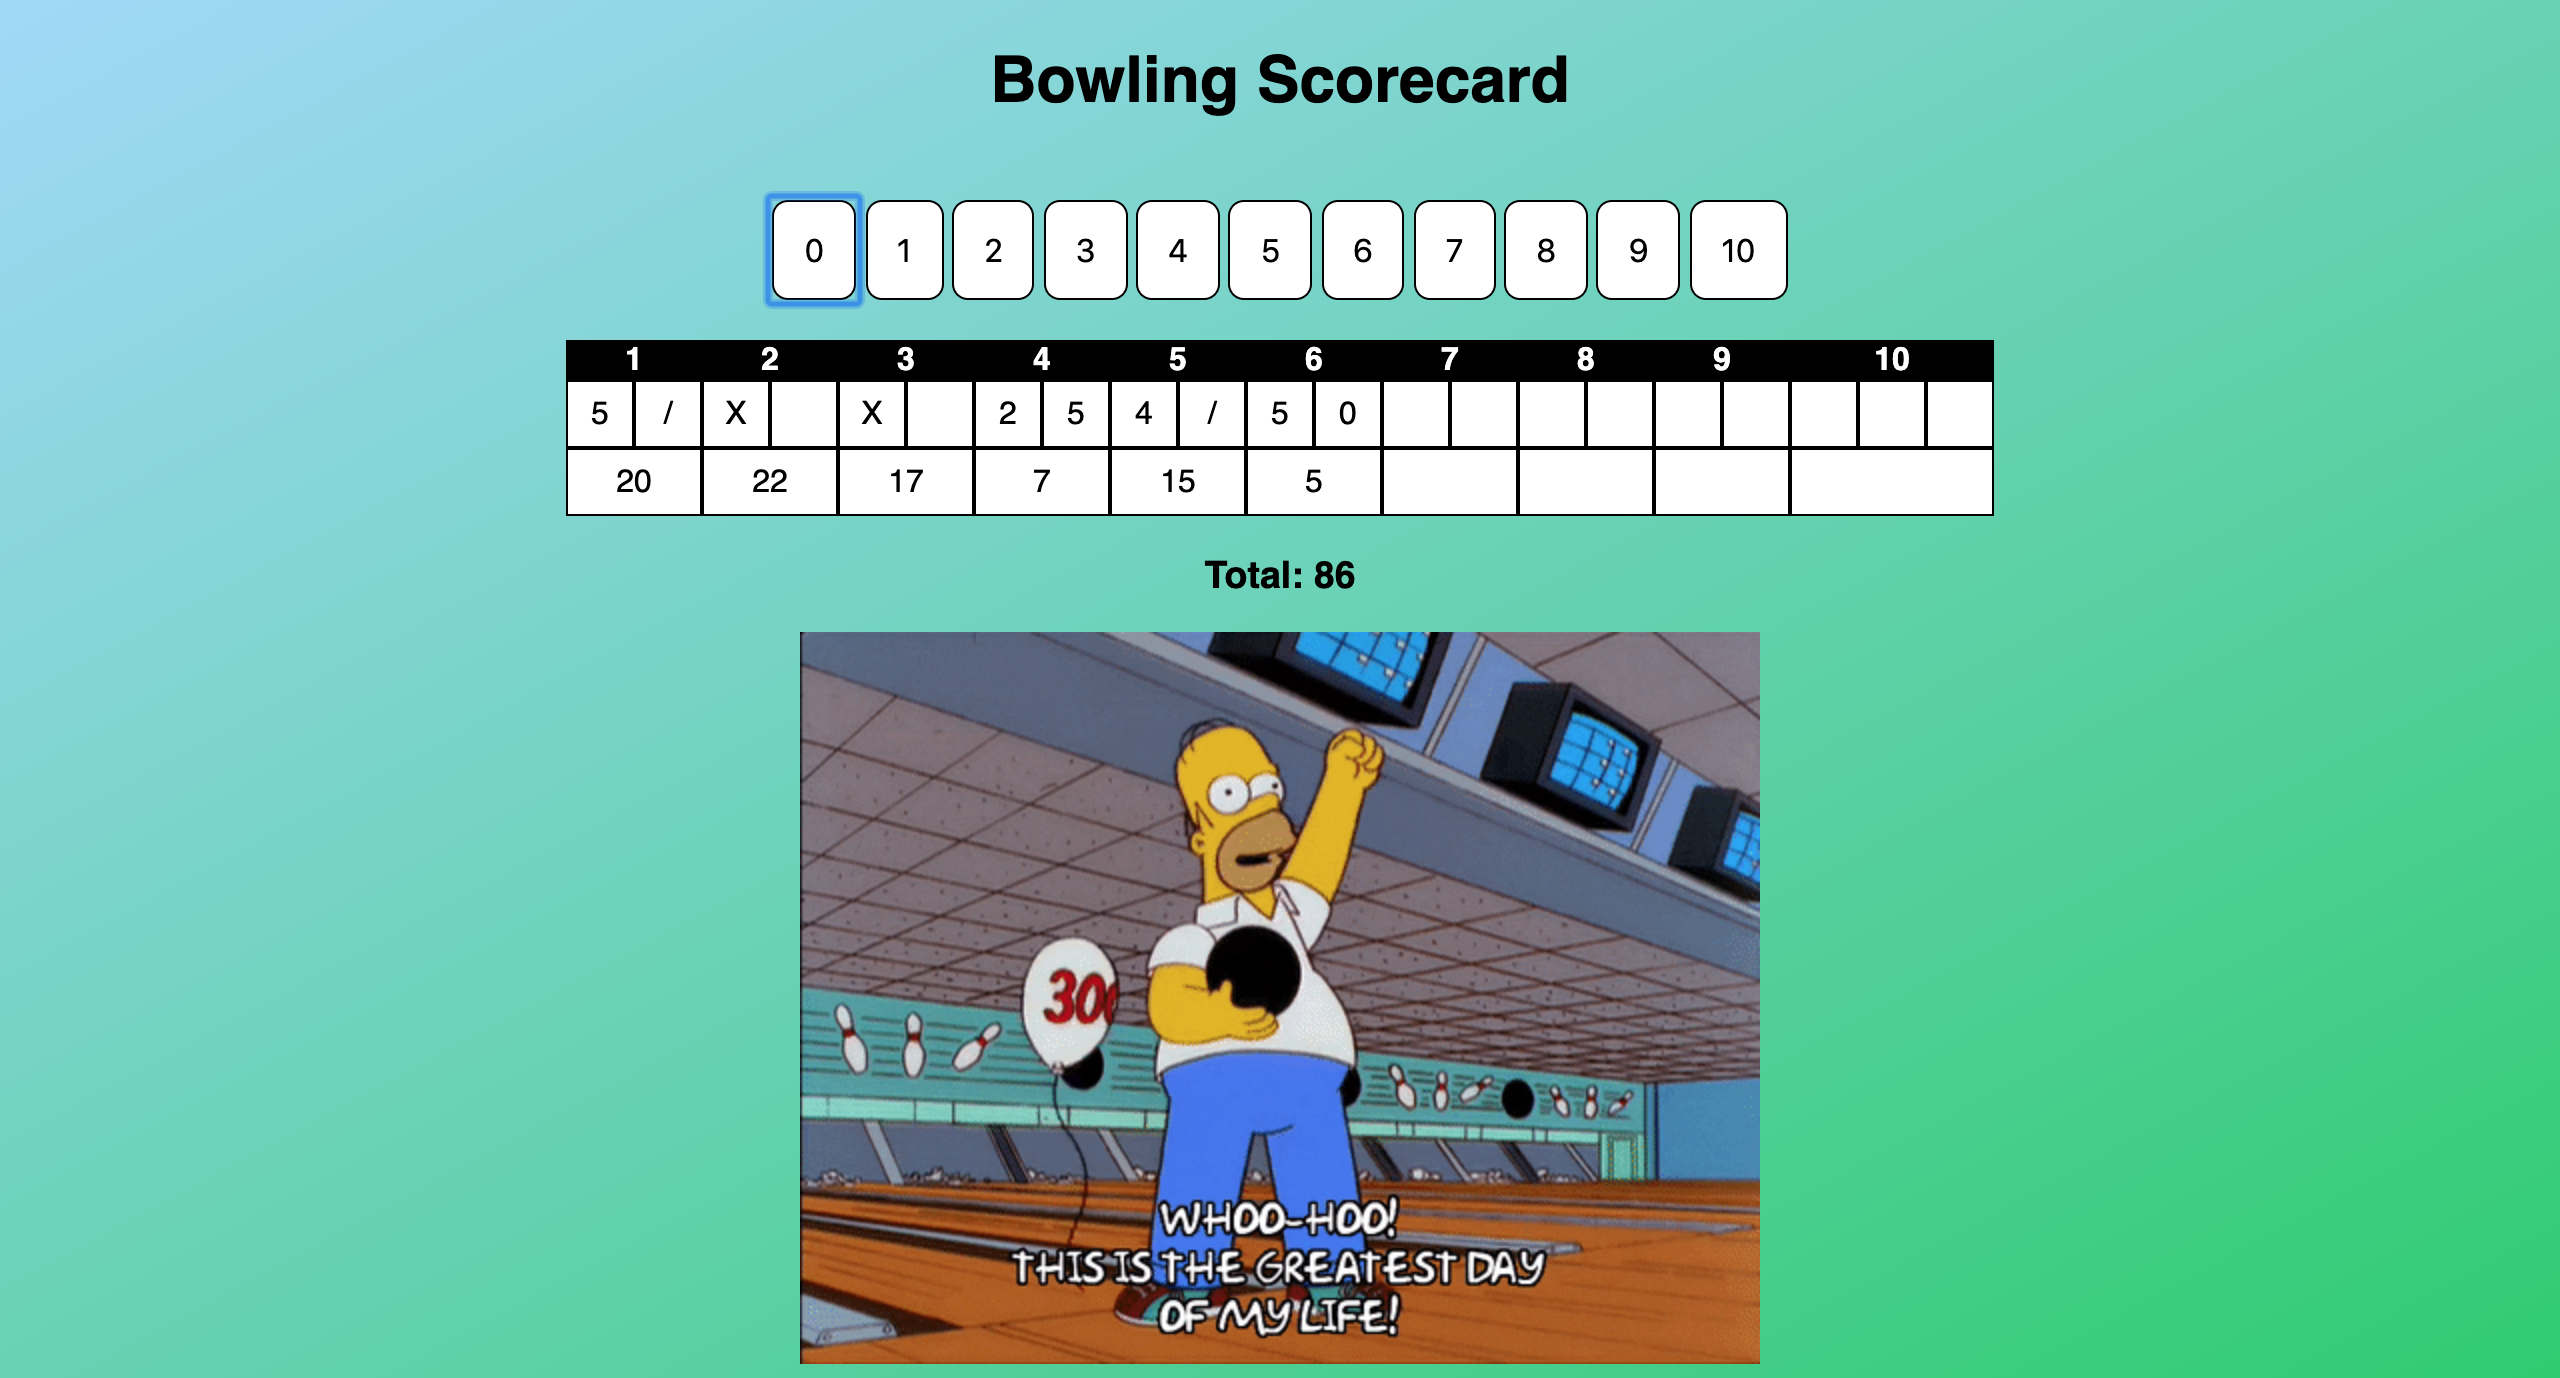 Bowling Scorecard
0 1 2 3 4 5 6 7 8 9 10
1 2 3 4 5 6 7 8 9 10
5 / X X 2 5 4 / 5 0
20 22 17 7 15 5
Total: 86
300
WHOO-HOO!
THIS IS THE GREATEST DAY
OF MY LIFE!